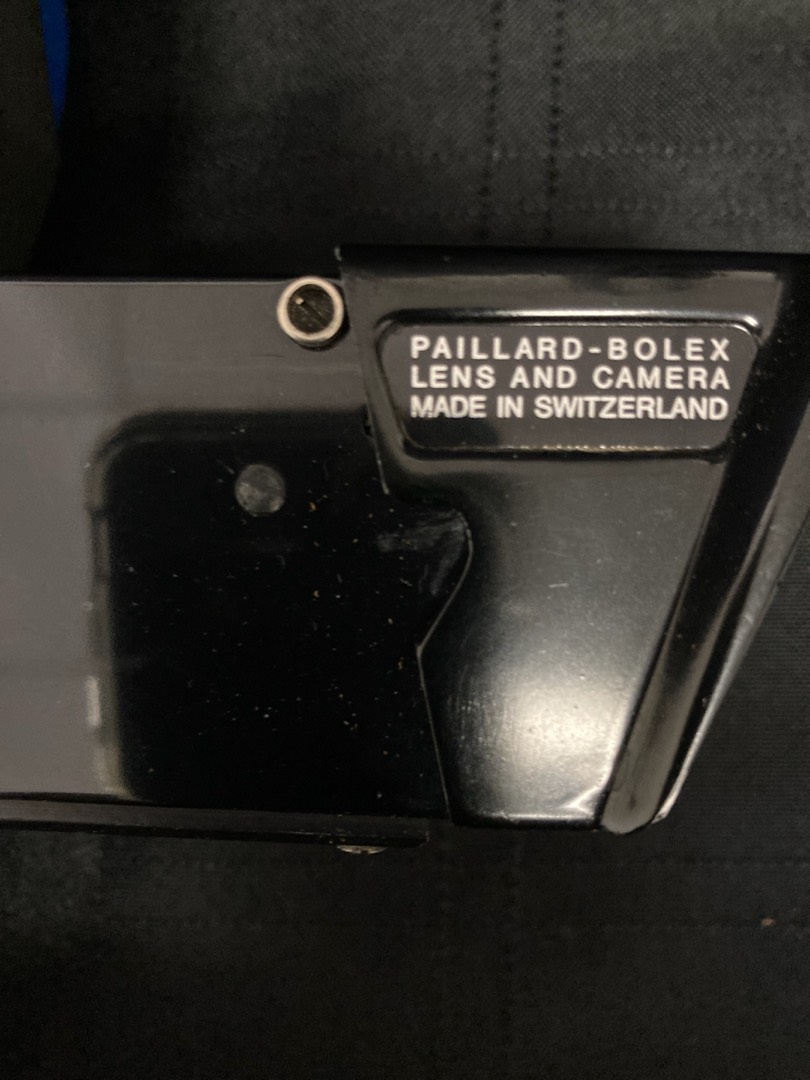 PAILLARD-BOLEX
LENS AND CAMERA
MADE IN SWITZERLAND